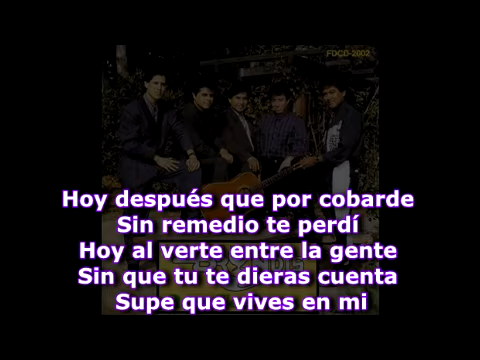 FDCD-2002
Hoy después que por cobarde
Sin remedio te perdí
Hoy al verte entre la gente
Sin que tu te dieras cuenta
Supe que vives en mi